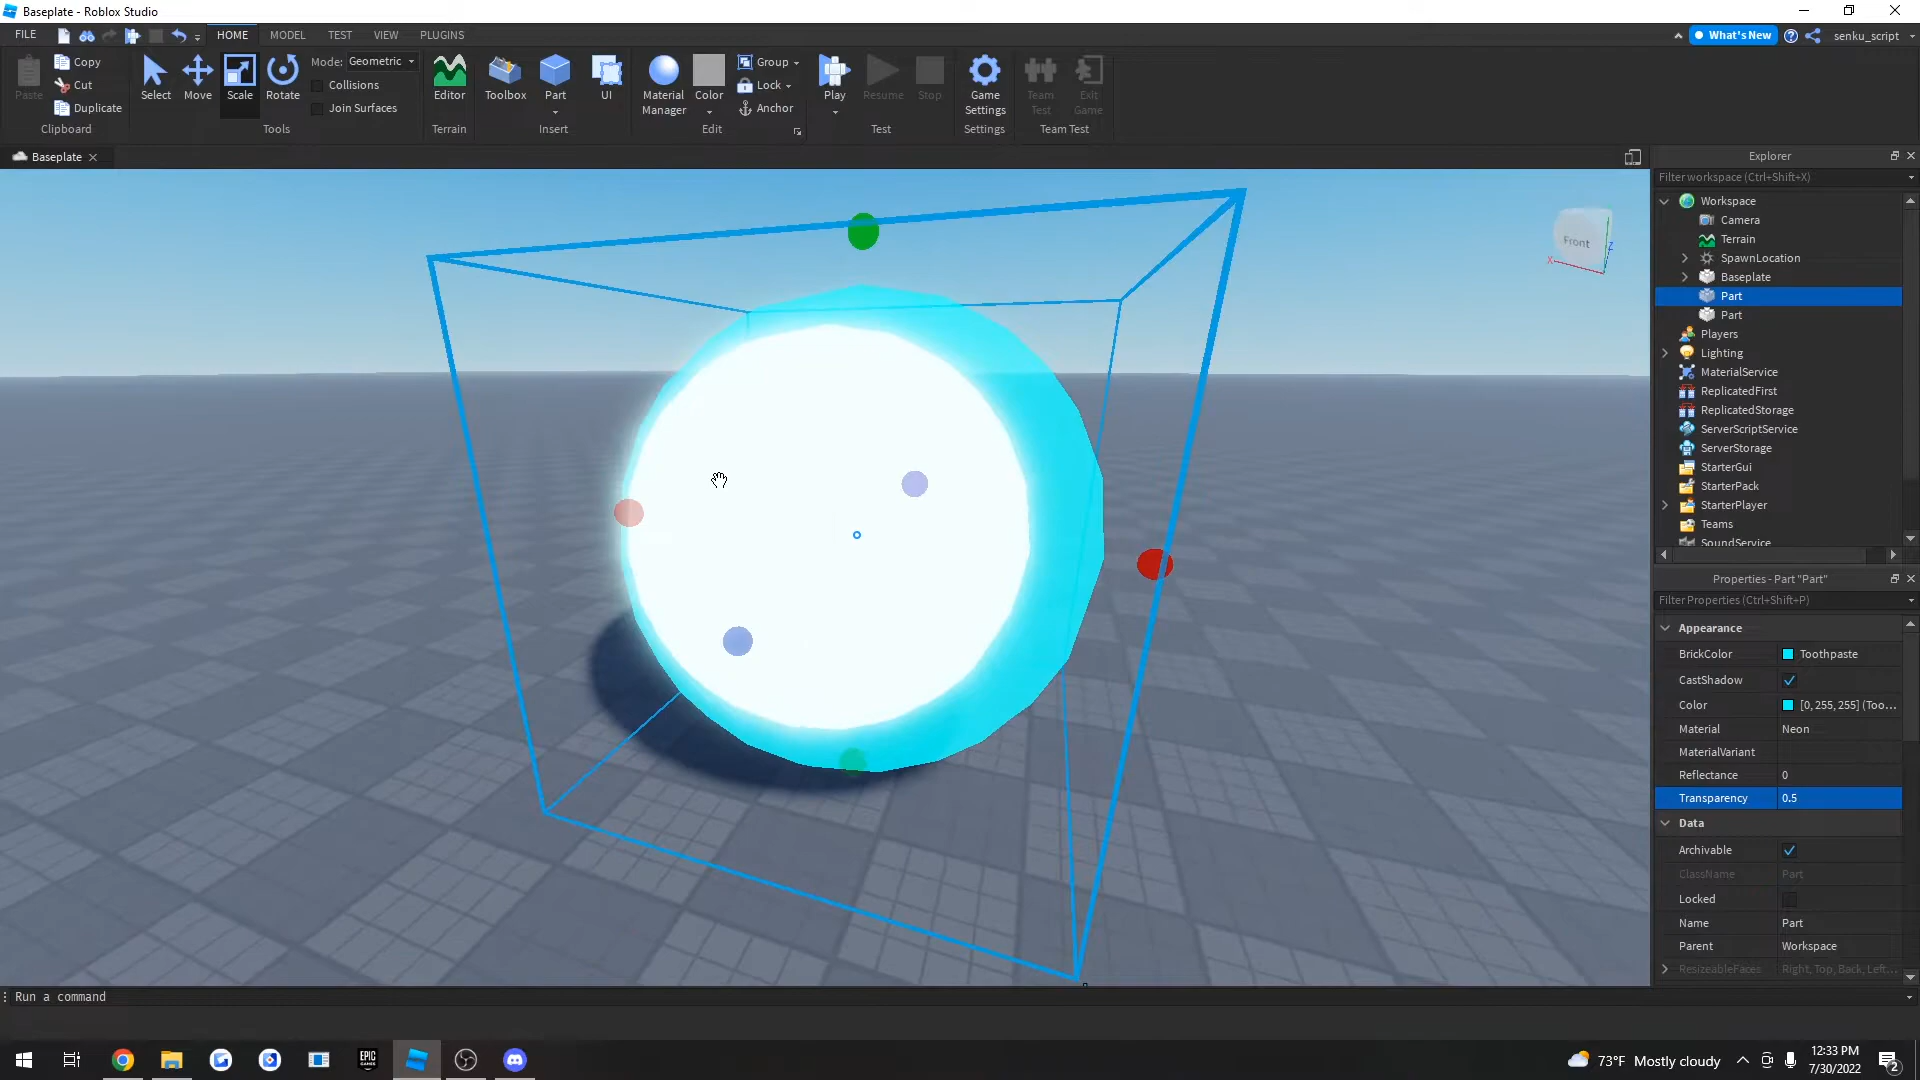 Baseplate - Roblox Studio
FILE
HOME
MODEL
TEST
VIEW
PLUGINS
What's New
senku_script
Paste
Copy
Cut
Duplicate
Clipboard
Select
Move
Scale
Rotate
Mode: Geometric
Collisions
Join Surfaces
Tools
Editor
Terrain
Toolbox
Part
UI
Insert
Material
Manager
Color
Group
Lock
Anchor
Edit
Play
Resume
Stop
Test
Game
Settings
Settings
Team
Test
Exit
Game
Team Test
Baseplate
Front
X
Z
Explorer
Filter workspace (Ctrl+Shift+X)
Workspace
Camera
Terrain
SpawnLocation
Baseplate
Part
Part
Players
Lighting
MaterialService
ReplicatedFirst
ReplicatedStorage
ServerScriptService
ServerStorage
StarterGui
StarterPack
StarterPlayer
Teams
SoundService
Properties - Part "Part"
Filter Properties (Ctrl+Shift+P)
Appearance
BrickColor Toothpaste
CastShadow
Color [0, 255, 255] (Too...
Material Neon
MaterialVariant
Reflectance 0
Transparency 0.5
Data
Archivable
ClassName Part
Locked
Name Part
Parent Workspace
ResizeableFaces Right, Top, Back, Left...
Run a command
EPIC
GAMES
73°F Mostly cloudy
12:33 PM
7/30/2022
2